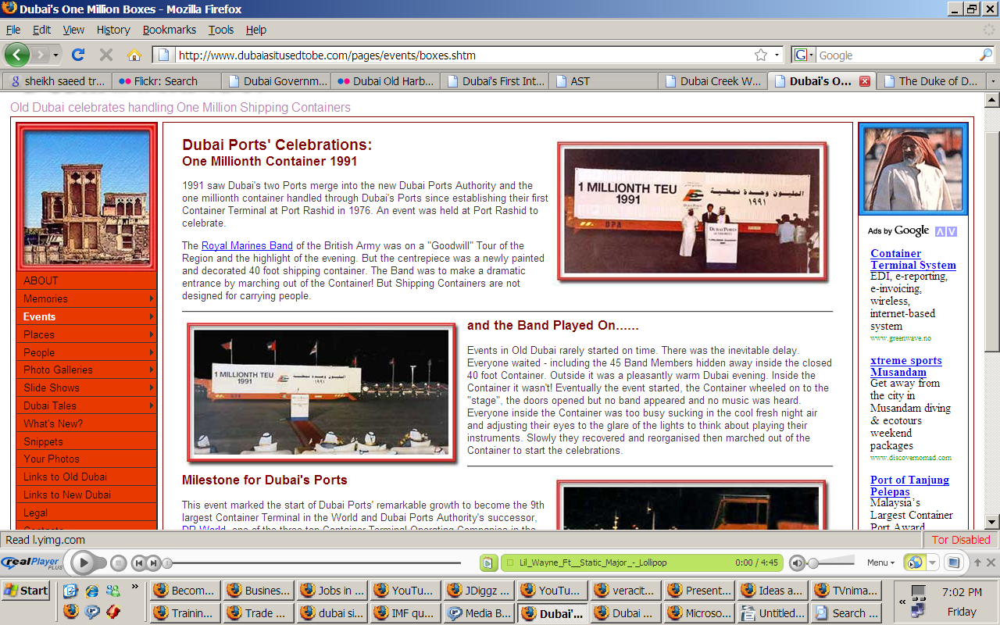 Dubai's One Million Boxes - Mozilla Firefox
File Edit View History Bookmarks Tools Help
http://www.dubaiasitusedtobe.com/pages/events/boxes.shtm
Google
sheikh saeed tr...
Flickr: Search
Dubai Governm...
Dubai Old Harb...
Dubai's First Int...
AST
Dubai Creek W...
Dubai's O...
The Duke of D...
Old Dubai celebrates handling One Million Shipping Containers
ABOUT
Memories
Events
Places
People
Photo Galleries
Slide Shows
Dubai Tales
What's New?
Snippets
Your Photos
Links to Old Dubai
Links to New Dubai
Legal
Dubai Ports' Celebrations:
One Millionth Container 1991
1991 saw Dubai's two Ports merge into the new Dubai Ports Authority and the
one millionth container handled through Dubai's Ports since establishing their first
Container Terminal at Port Rashid in 1976. An event was held at Port Rashid to
celebrate.
The Royal Marines Band of the British Army was on a "Goodwill" Tour of the
Region and the highlight of the evening. But the centrepiece was a newly painted
and decorated 40 foot shipping container. The Band was to make a dramatic
entrance by marching out of the Container! But Shipping Containers are not
designed for carrying people.
1 MILLIONTH TEU
1991
المليون وحدة نمطية
١٩٩١
DPA
DUBAI PORTS
AUTHORITY
1 MILLIONTH TEU
1991
المليون وحدة نمطية
١٩٩١
and the Band Played On......
Events in Old Dubai rarely started on time. There was the inevitable delay.
Everyone waited - including the 45 Band Members hidden away inside the closed
40 foot Container. Outside it was a pleasantly warm Dubai evening. Inside the
Container it wasn't! Eventually the event started, the Container wheeled on to the
"stage", the doors opened but no band appeared and no music was heard.
Everyone inside the Container was too busy sucking in the cool fresh night air
and adjusting their eyes to the glare of the lights to think about playing their
instruments. Slowly they recovered and reorganised then marched out of the
Container to start the celebrations.
Milestone for Dubai's Ports
This event marked the start of Dubai Ports' remarkable growth to become the 9th
largest Container Terminal in the World and Dubai Ports Authority's successor,
DP World, one of the three top Container Terminal Operating Companies in the
Ads by Google
Container
Terminal System
EDI, e-reporting,
e-invoicing,
wireless,
internet-based
system
www.greenwave.no
xtreme sports
Musandam
Get away from
the city in
Musandam diving
& ecotours
weekend
packages
www.discovernomad.com
Port of Tanjung
Pelepas
Malaysia's
Largest Container
Port Award
Read l.yimg.com
Tor Disabled
realPlayer
PLUS
Lil_Wayne_Ft__Static_Major_-_Lollipop
0:00 / 4:45
Menu
Start
»
Becom...
Busines...
Jobs in ...
YouTu...
JDiggz ...
YouTu...
veracit...
Present...
Ideas a...
TVnima...
«
7:02 PM
Trainin...
Trade ...
dubai si...
IMF qu...
Media B...
Dubai'...
Dubai ...
Microso...
Untitled...
Search ...
Friday